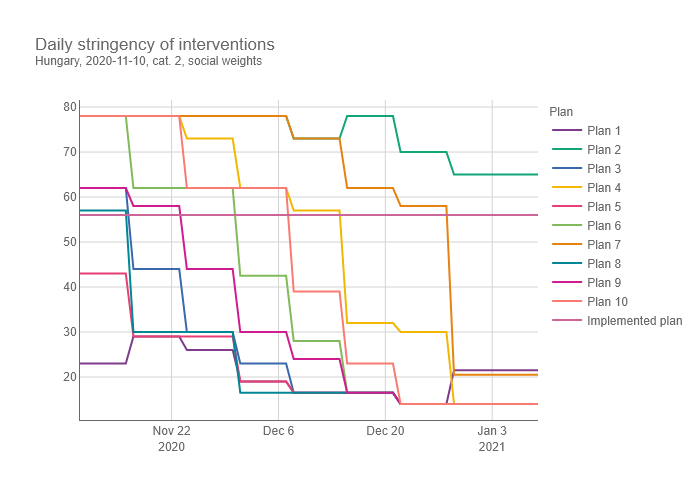 Daily stringency of interventions
Hungary, 2020-11-10, cat. 2, social weights
80
70
60
50
40
30
20
Nov 22
2020
Dec 6
Dec 20
Jan 3
2021
Plan
Plan 1
Plan 2
Plan 3
Plan 4
Plan 5
Plan 6
Plan 7
Plan 8
Plan 9
Plan 10
Implemented plan